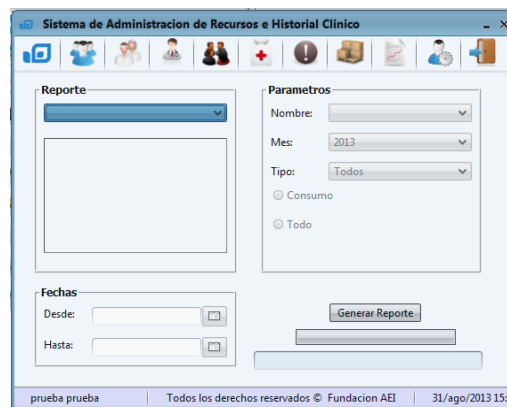 Sistema de Administracion de Recursos e Historial Clinico
Reporte
Parametros
Nombre:
Mes:
2013
Tipo:
Todos
Consumo
Todo
Fechas
Desde:
Hasta:
Generar Reporte
prueba prueba
Todos los derechos reservados © Fundacion AEI
31/ago/2013 15: